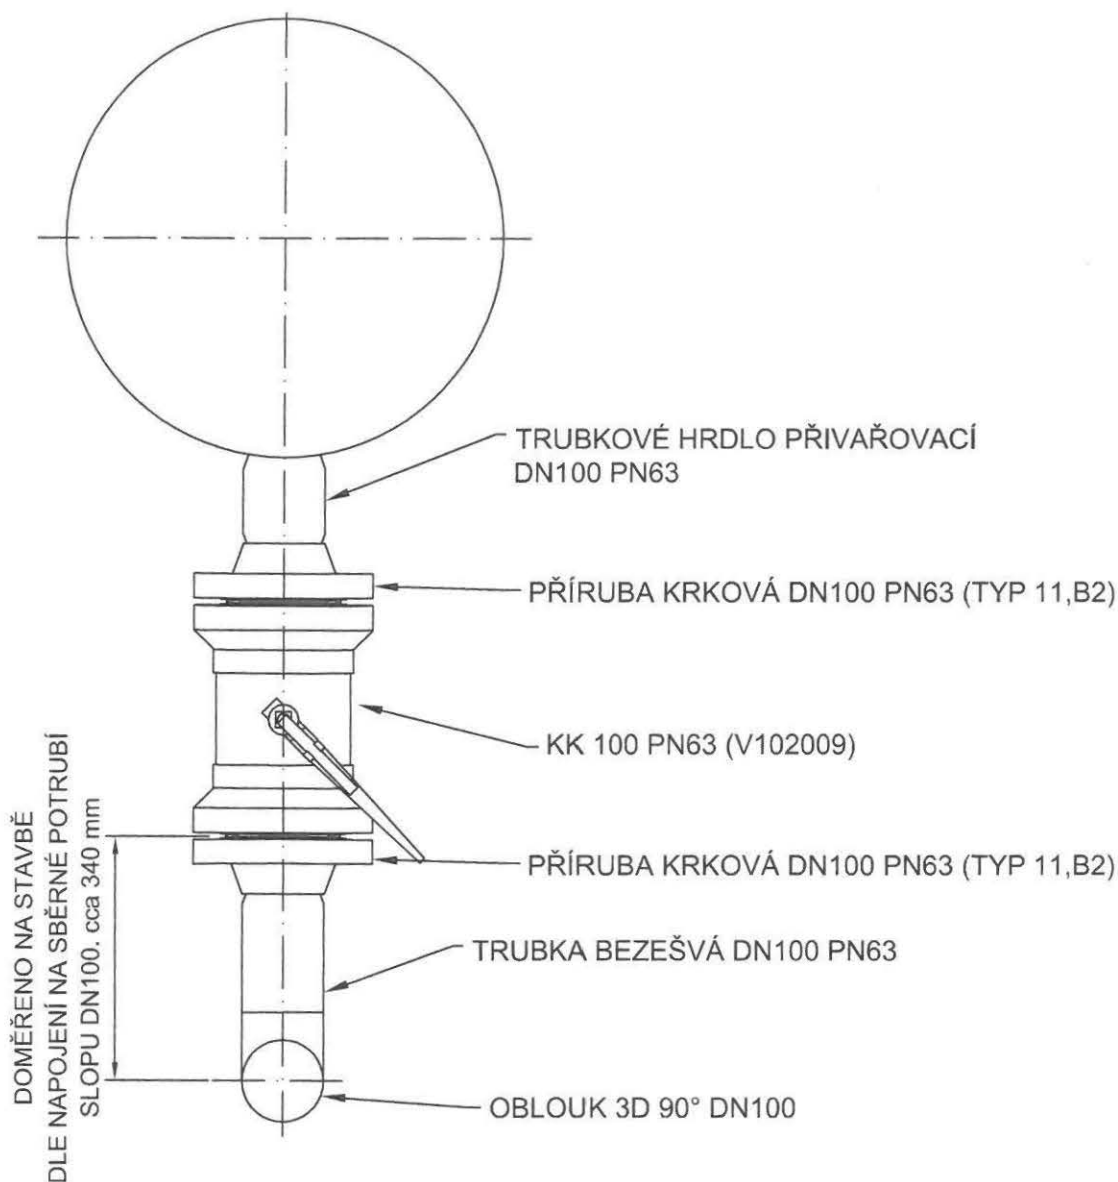 TRUBKOVÉ HRDLO PŘIVAŘOVACÍ
DN100 PN63
PŘÍRUBA KRKOVÁ DN100 PN63 (TYP 11,B2)
KK 100 PN63 (V102009)
PŘÍRUBA KRKOVÁ DN100 PN63 (TYP 11,B2)
TRUBKA BEZEŠVÁ DN100 PN63
OBLOUK 3D 90° DN100
DOMĚŘENO NA STAVBĚ
DLE NAPOJENÍ NA SBĚRNÉ POTRUBÍ
SLOPU DN100. cca 340 mm